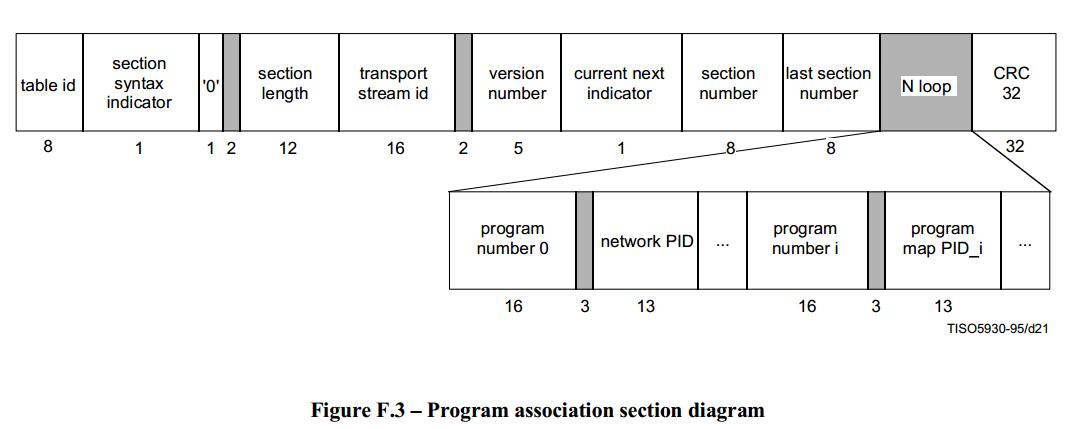 table id
section
syntax
indicator
'0'
section
length
transport
stream id
version
number
current next
indicator
section
number
last section
number
N loop
CRC
32
8
1
1
2
12
16
2
5
1
8
8
32
program
number 0
network PID
...
program
number i
program
map PID_i
...
16
3
13
16
3
13
TISO5930-95/d21
Figure F.3 – Program association section diagram